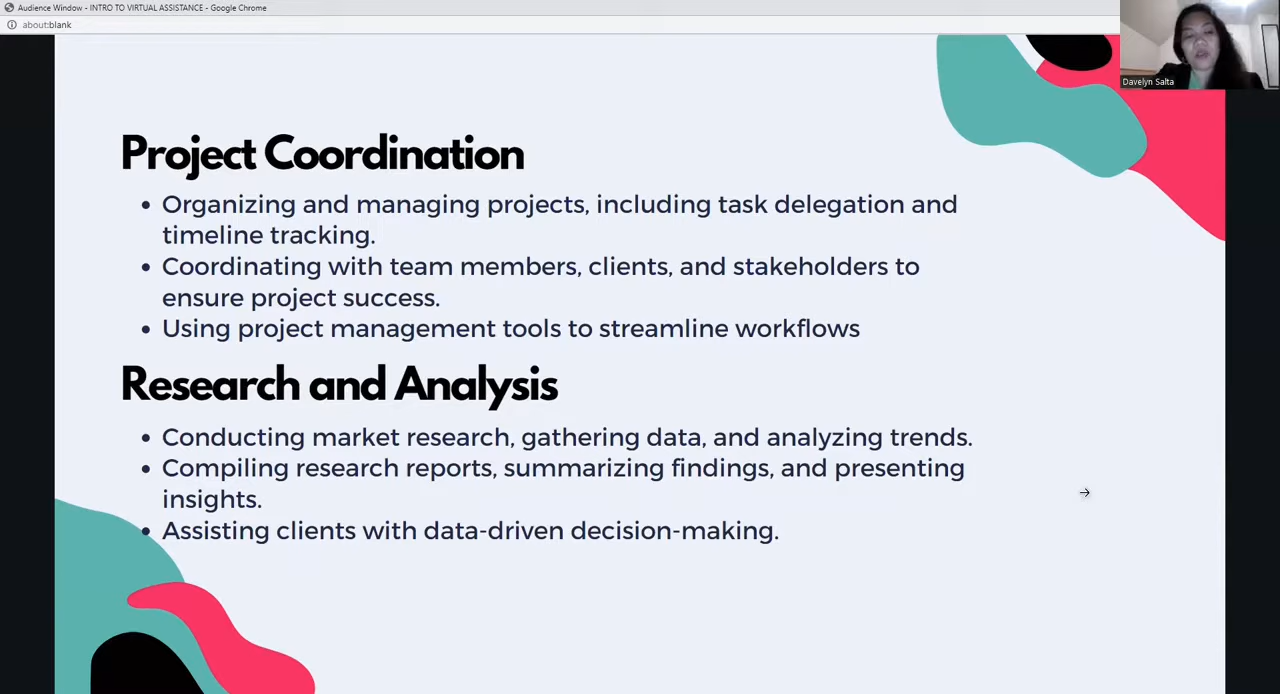 Audience Window - INTRO TO VIRTUAL ASSISTANCE - Google Chrome
about:blank
Davelyn Salta
Project Coordination
• Organizing and managing projects, including task delegation and
timeline tracking.
• Coordinating with team members, clients, and stakeholders to
ensure project success.
• Using project management tools to streamline workflows
Research and Analysis
• Conducting market research, gathering data, and analyzing trends.
• Compiling research reports, summarizing findings, and presenting
insights.
• Assisting clients with data-driven decision-making.